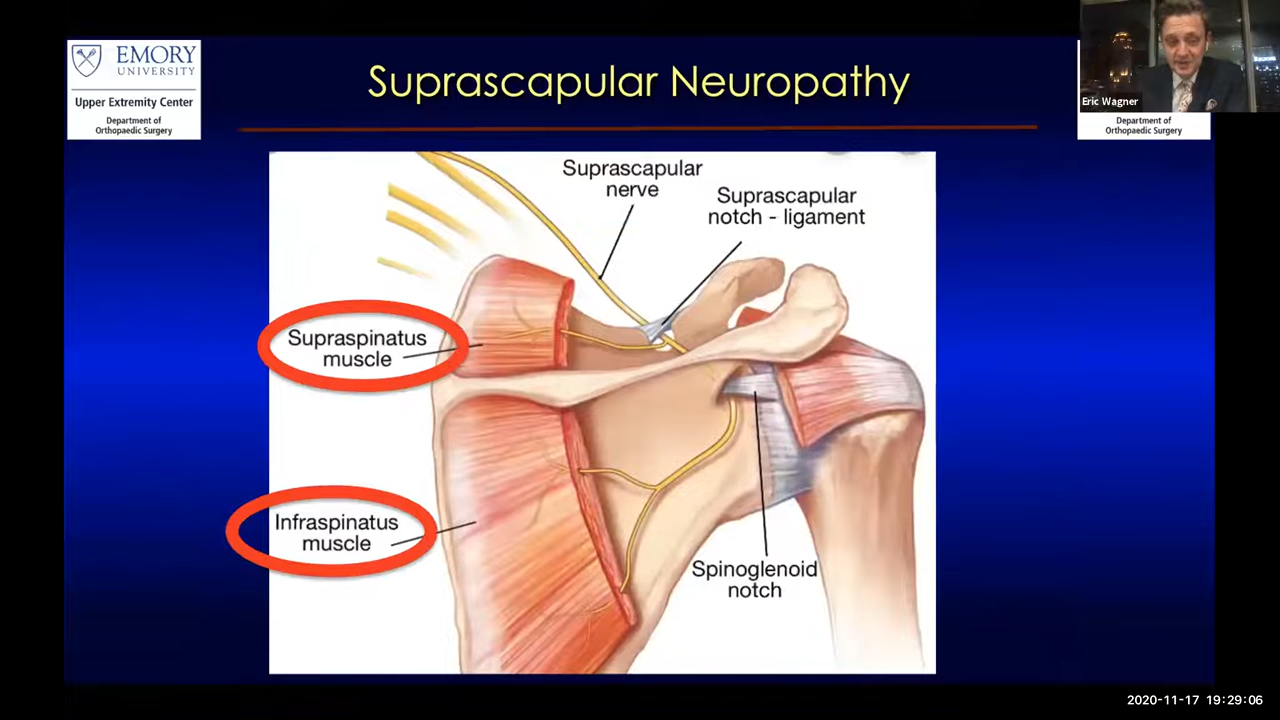 EMORY
UNIVERSITY
Upper Extremity Center
Department of
Orthopaedic Surgery
Suprascapular Neuropathy
Eric Wagner
Department of
Orthopaedic Surgery
Suprascapular
nerve
Suprascapular
notch - ligament
Supraspinatus
muscle
Infraspinatus
muscle
Spinoglenoid
notch
2020-11-17 19:29:06